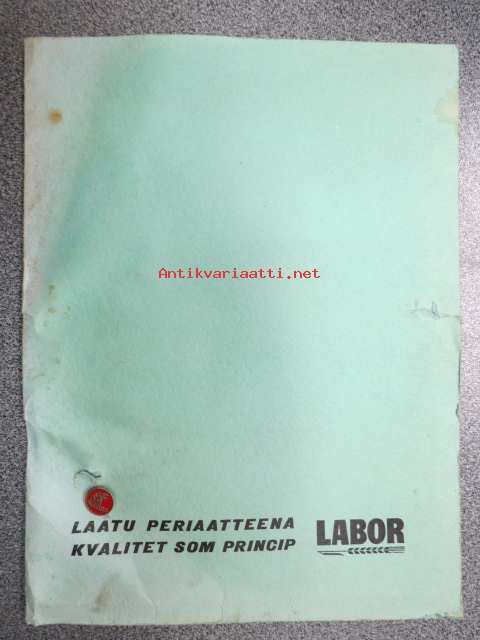 Antikvariaatti.net
LAATU PERIAATTEENA
KVALITET SOM PRINCIP
LABOR